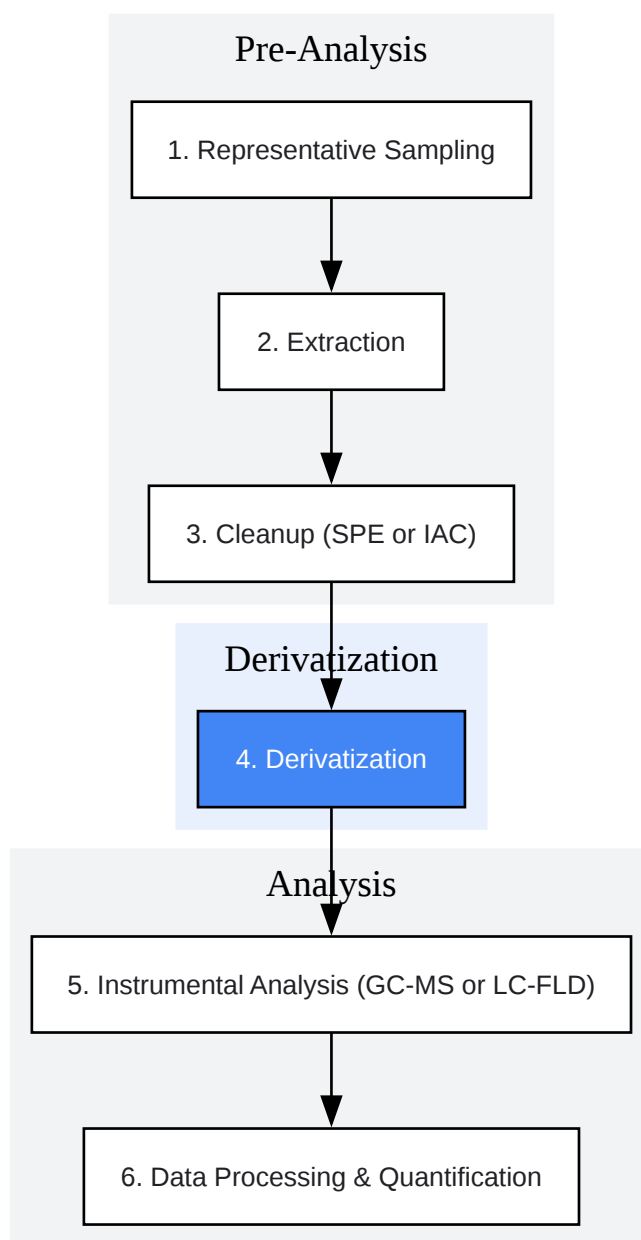 Pre-Analysis
1. Representative Sampling
2. Extraction
3. Cleanup (SPE or IAC)
Derivatization
4. Derivatization
Analysis
5. Instrumental Analysis (GC-MS or LC-FLD)
6. Data Processing & Quantification